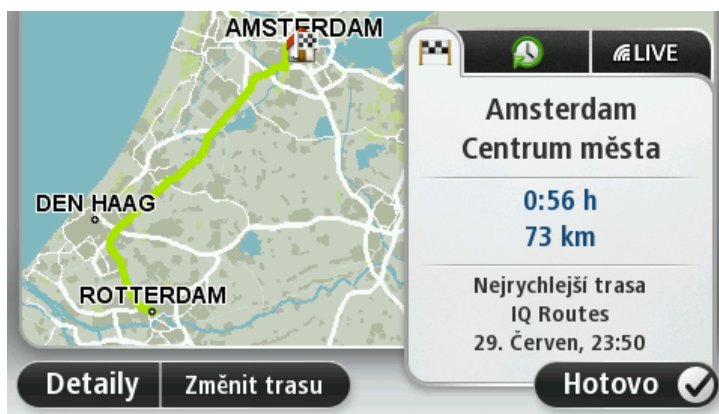 AMSTERDAM
DEN HAAG
ROTTERDAM
LIVE
Amsterdam
Centrum města
0:56 h
73 km
Nejrychlejší trasa
IQ Routes
29. Červen, 23:50
Detaily
Změnit trasu
Hotovo